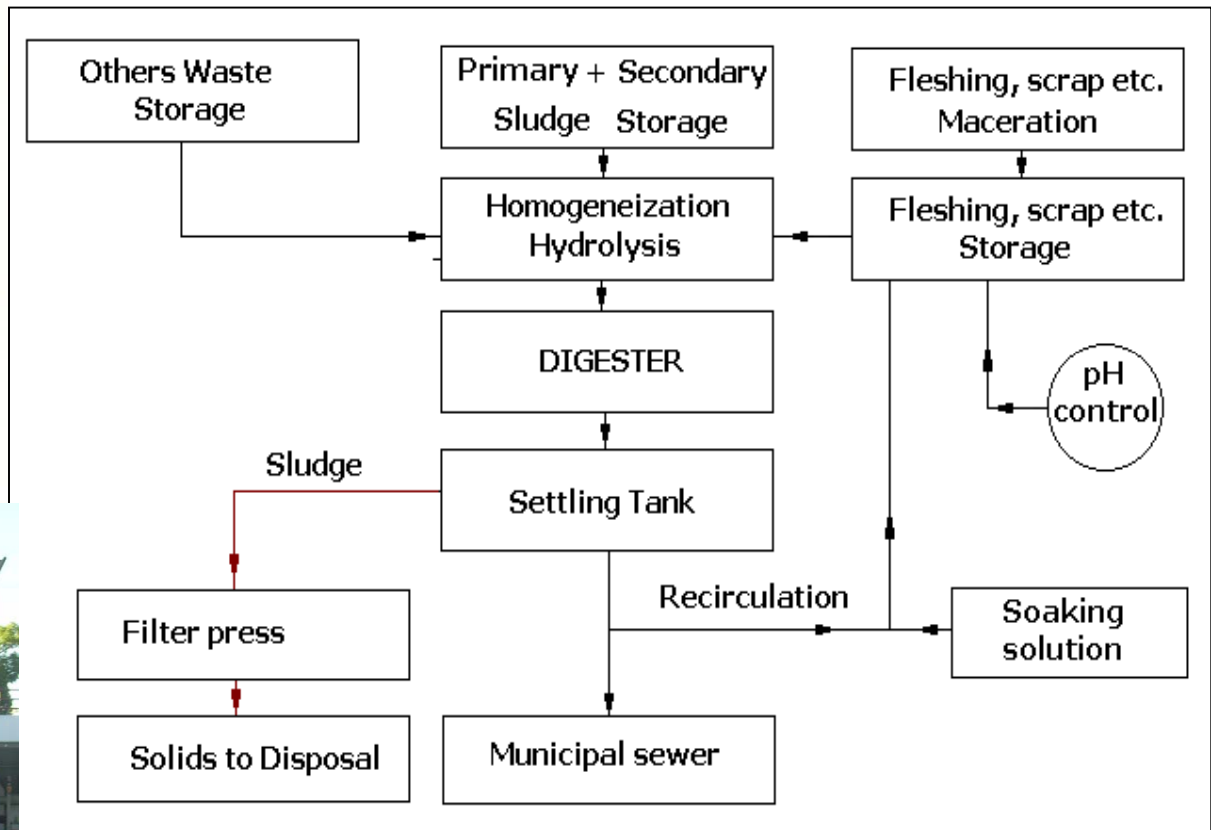 Others Waste
Storage
Primary + Secondary
Sludge Storage
Fleshing, scrap etc.
Maceration
Homogeneization
Hydrolysis
Fleshing, scrap etc.
Storage
DIGESTER
pH
control
Sludge
Settling Tank
Recirculation
Filter press
Soaking
solution
Solids to Disposal
Municipal sewer